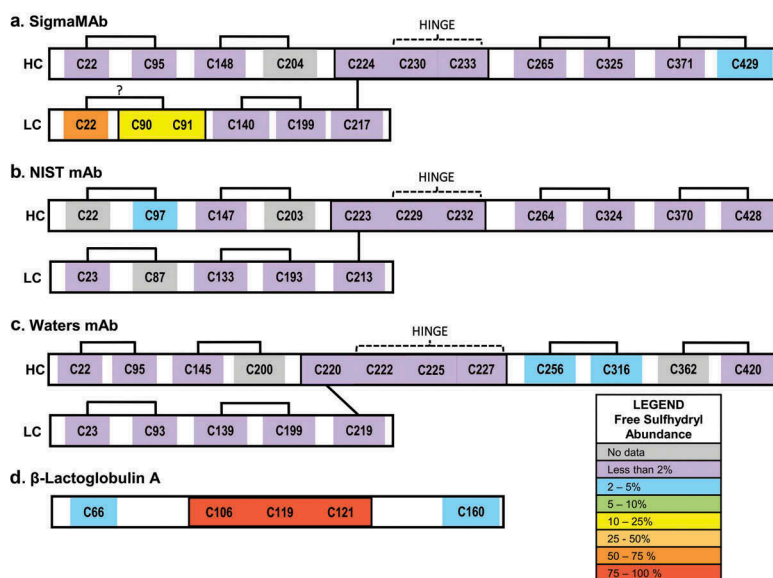 a. SigmaMAb
HINGE
HC C22 C95 C148 C204 C224 C230 C233 C265 C325 C371 C429
?
LC C22 C90 C91 C140 C199 C217
b. NIST mAb
HINGE
HC C22 C97 C147 C203 C223 C229 C232 C264 C324 C370 C428
LC C23 C87 C133 C193 C213
c. Waters mAb
HINGE
HC C22 C95 C145 C200 C220 C222 C225 C227 C256 C316 C362 C420
LC C23 C93 C139 C199 C219
d. β-Lactoglobulin A
C66 C106 C119 C121 C160
LEGEND
Free Sulfhydryl
Abundance
No data
Less than 2%
2 – 5%
5 – 10%
10 – 25%
25 - 50%
50 – 75 %
75 – 100 %